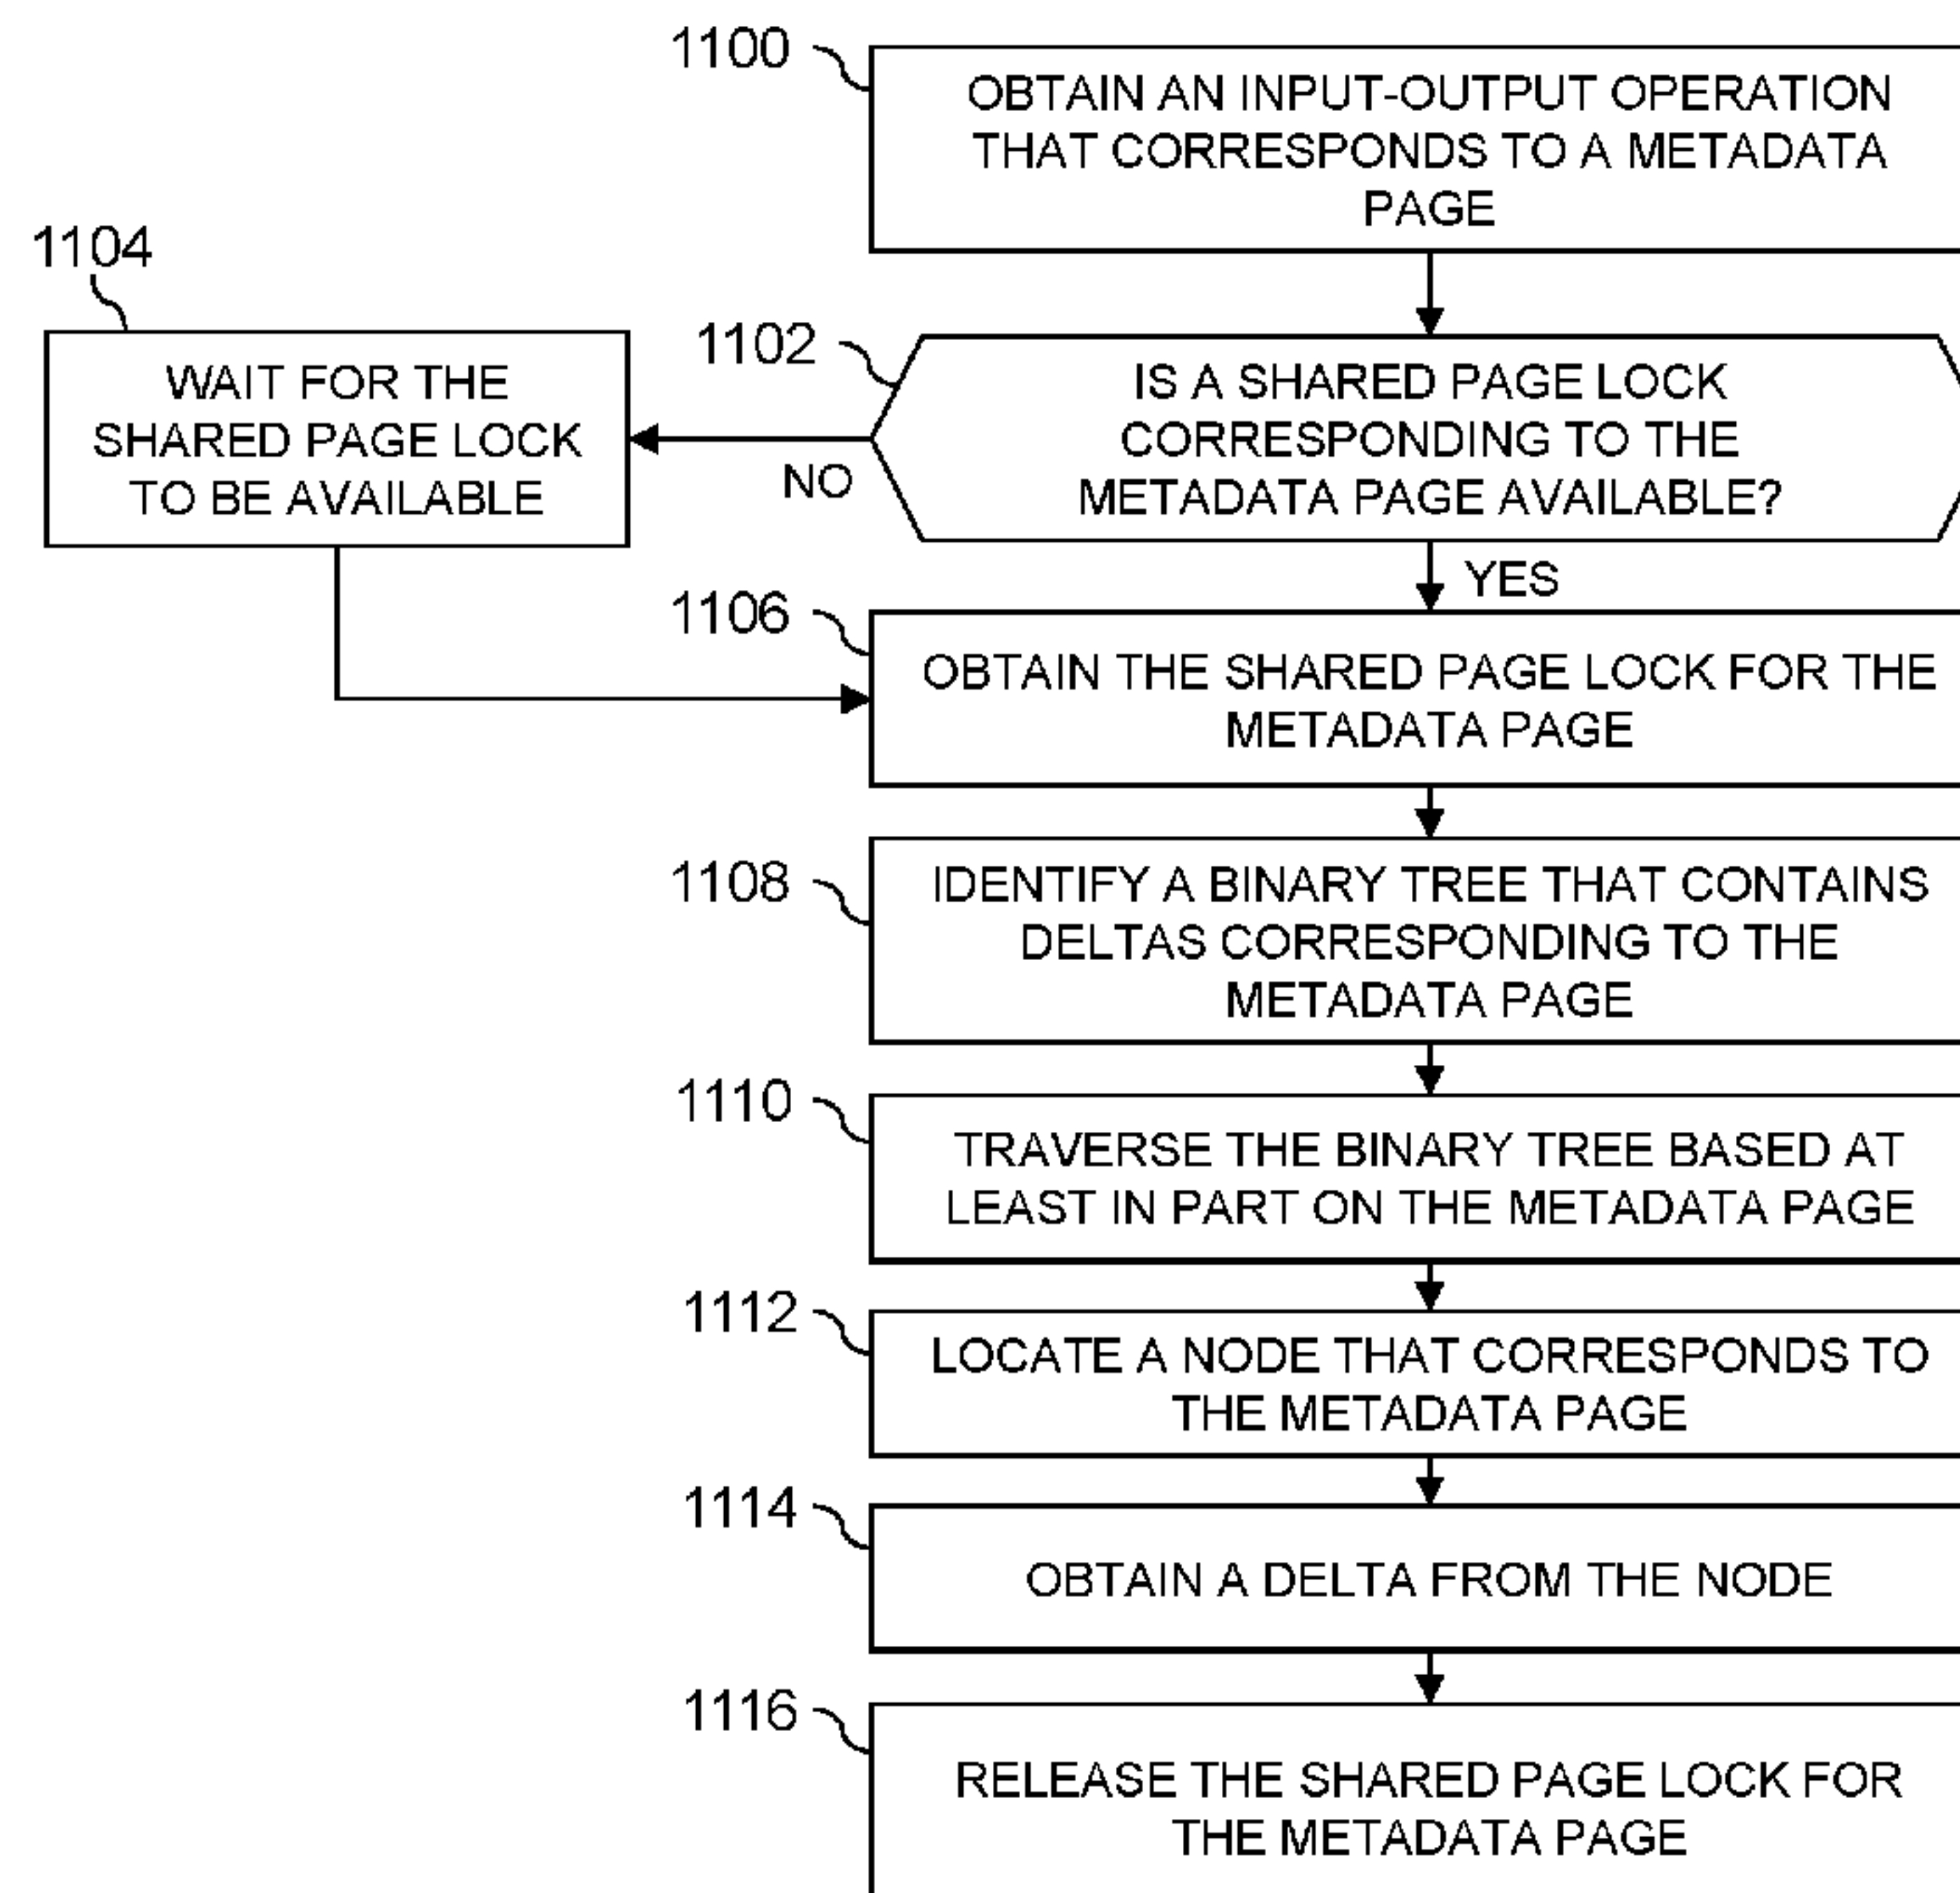 1100
OBTAIN AN INPUT-OUTPUT OPERATION
THAT CORRESPONDS TO A METADATA
PAGE
1104
WAIT FOR THE
SHARED PAGE LOCK
TO BE AVAILABLE
1102
IS A SHARED PAGE LOCK
CORRESPONDING TO THE
METADATA PAGE AVAILABLE?
NO
YES
1106
OBTAIN THE SHARED PAGE LOCK FOR THE
METADATA PAGE
1108
IDENTIFY A BINARY TREE THAT CONTAINS
DELTAS CORRESPONDING TO THE
METADATA PAGE
1110
TRAVERSE THE BINARY TREE BASED AT
LEAST IN PART ON THE METADATA PAGE
1112
LOCATE A NODE THAT CORRESPONDS TO
THE METADATA PAGE
1114
OBTAIN A DELTA FROM THE NODE
1116
RELEASE THE SHARED PAGE LOCK FOR
THE METADATA PAGE